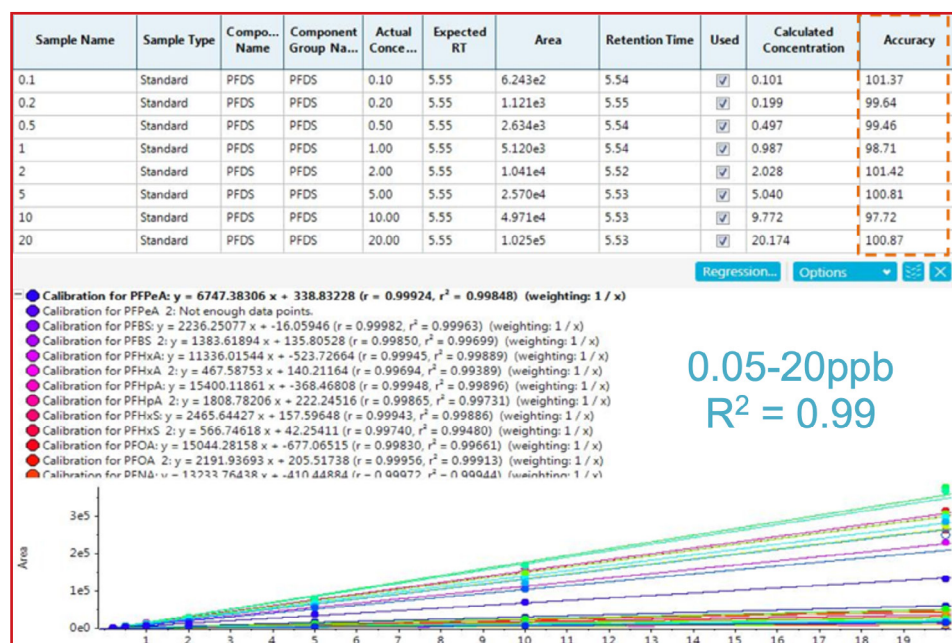 Sample Name Sample Type Compo... Name Component Group Na... Actual Conce... Expected RT Area Retention Time Used Calculated Concentration Accuracy
0.1 Standard PFDS PFDS 0.10 5.55 6.243e2 5.54 0.101 101.37
0.2 Standard PFDS PFDS 0.20 5.55 1.121e3 5.55 0.199 99.64
0.5 Standard PFDS PFDS 0.50 5.55 2.634e3 5.54 0.497 99.46
1 Standard PFDS PFDS 1.00 5.55 5.120e3 5.54 0.987 98.71
2 Standard PFDS PFDS 2.00 5.55 1.041e4 5.52 2.028 101.42
5 Standard PFDS PFDS 5.00 5.55 2.570e4 5.53 5.040 100.81
10 Standard PFDS PFDS 10.00 5.55 4.971e4 5.53 9.772 97.72
20 Standard PFDS PFDS 20.00 5.55 1.025e5 5.53 20.174 100.87
Regression... Options
Calibration for PFPeA: y = 6747.38306 x + 338.83228 (r = 0.99924, r² = 0.99848) (weighting: 1 / x)
Calibration for PFPeA 2: Not enough data points.
Calibration for PFBS: y = 2236.25077 x + -16.05946 (r = 0.99982, r² = 0.99963) (weighting: 1 / x)
Calibration for PFBS 2: y = 1383.61894 x + 135.80528 (r = 0.99850, r² = 0.99699) (weighting: 1 / x)
Calibration for PFHxA: y = 11336.01544 x + -523.72664 (r = 0.99945, r² = 0.99889) (weighting: 1 / x)
Calibration for PFHxA 2: y = 467.58753 x + 140.21164 (r = 0.99694, r² = 0.99389) (weighting: 1 / x)
Calibration for PFHpA: y = 15400.11861 x + -368.46808 (r = 0.99948, r² = 0.99896) (weighting: 1 / x)
Calibration for PFHpA 2: y = 1808.78206 x + 222.24516 (r = 0.99865, r² = 0.99731) (weighting: 1 / x)
Calibration for PFHxS: y = 2465.64427 x + 157.59648 (r = 0.99943, r² = 0.99886) (weighting: 1 / x)
Calibration for PFHxS 2: y = 566.74618 x + 42.25411 (r = 0.99740, r² = 0.99480) (weighting: 1 / x)
Calibration for PFOA: y = 15044.28158 x + -677.06515 (r = 0.99830, r² = 0.99661) (weighting: 1 / x)
Calibration for PFOA 2: y = 2191.93693 x + 205.51738 (r = 0.99956, r² = 0.99913) (weighting: 1 / x)
Calibration for PFNA: y = 13233.76438 x + -410.44884 (r = 0.99972, r² = 0.99944) (weighting: 1 / x)
0.05-20ppb
R² = 0.99
Area
3e5
2e5
1e5
0e0
1 2 3 4 5 6 7 8 9 10 11 12 13 14 15 16 17 18 19